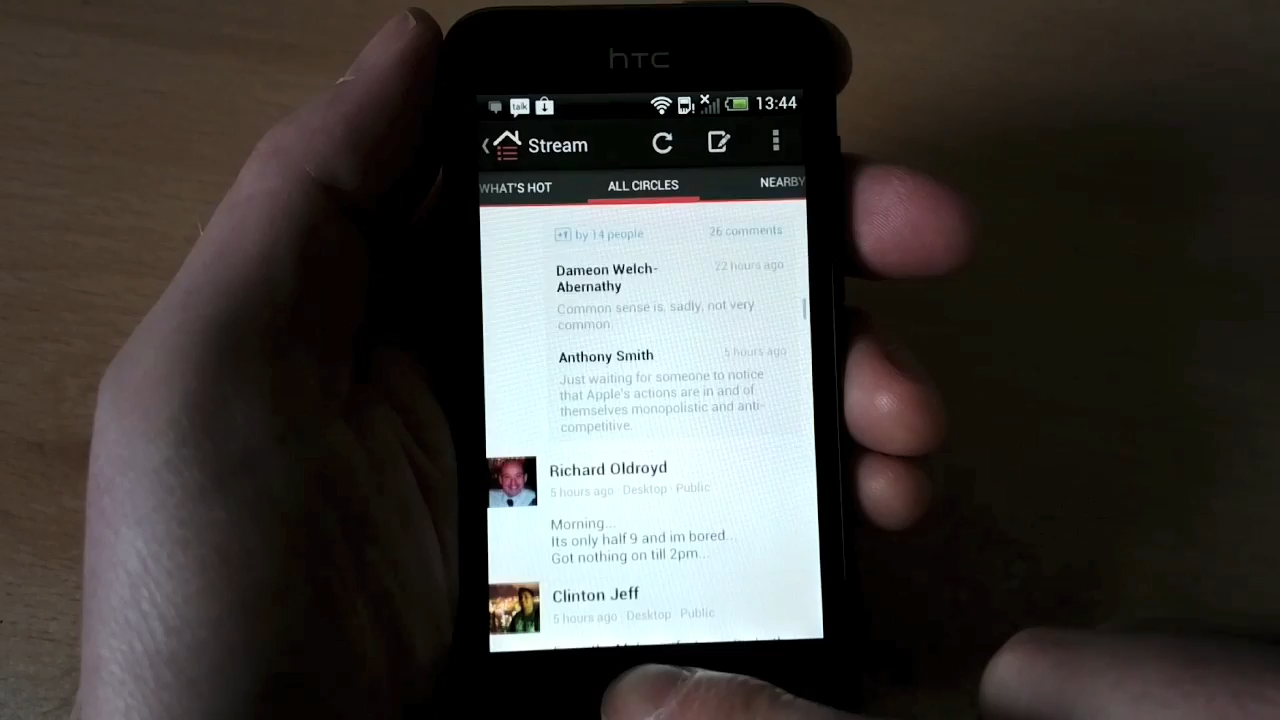 hTC
talk
13:44
Stream
WHAT'S HOT
ALL CIRCLES
NEARBY
+1 by 14 people
26 comments
Dameon Welch-
Abernathy
22 hours ago
Common sense is, sadly, not very
common.
Anthony Smith
5 hours ago
Just waiting for someone to notice
that Apple's actions are in and of
themselves monopolistic and anti-
competitive.
Richard Oldroyd
5 hours ago · Desktop · Public
Morning...
Its only half 9 and im bored...
Got nothing on till 2pm...
Clinton Jeff
5 hours ago · Desktop · Public